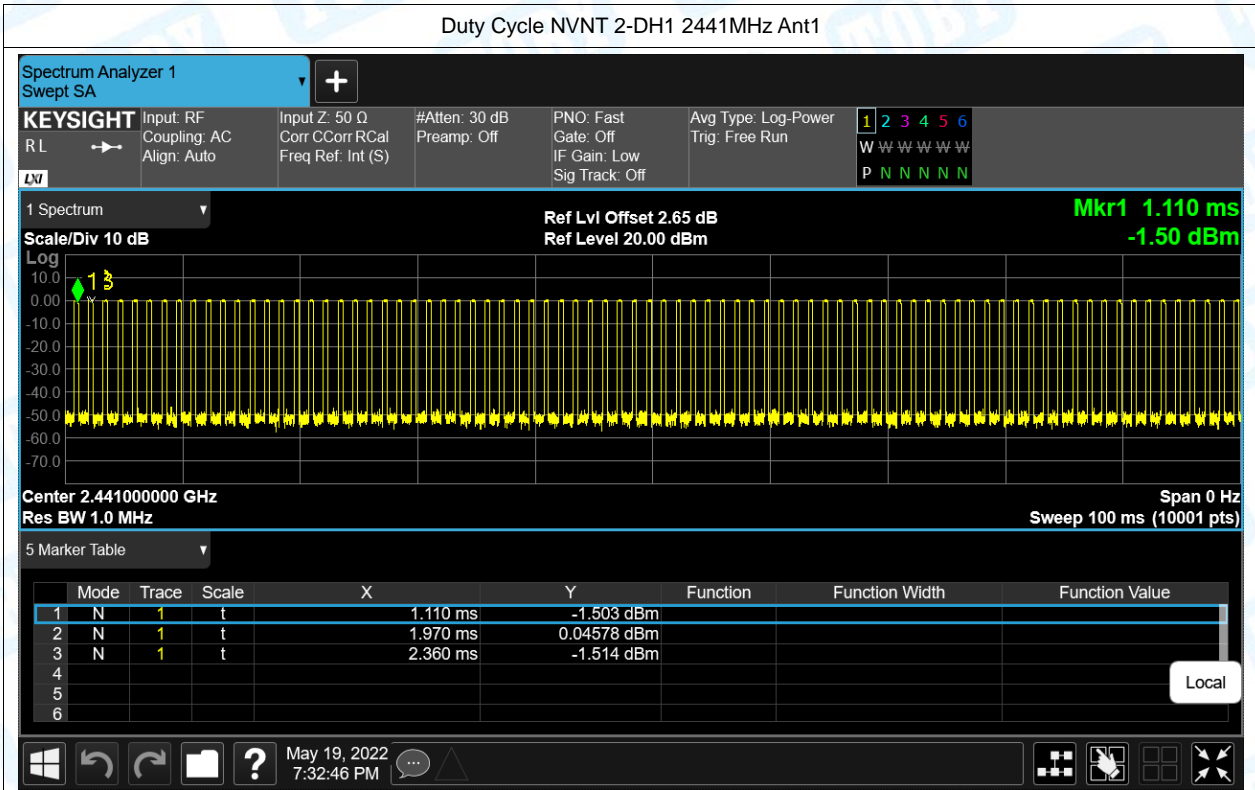 Duty Cycle NVNT 2-DH1 2441MHz Ant1
Spectrum Analyzer 1
Swept SA
KEYSIGHT
RL
LXI
Input: RF
Coupling: AC
Align: Auto
Input Z: 50 Ω
Corr CCorr RCal
Freq Ref: Int (S)
#Atten: 30 dB
Preamp: Off
PNO: Fast
Gate: Off
IF Gain: Low
Sig Track: Off
Avg Type: Log-Power
Trig: Free Run
1 2 3 4 5 6
W W W W W W
P N N N N N
1 Spectrum
Scale/Div 10 dB
Ref Lvl Offset 2.65 dB
Ref Level 20.00 dBm
Mkr1 1.110 ms
-1.50 dBm
Log
10.0
0.00
-10.0
-20.0
-30.0
-40.0
-50.0
-60.0
-70.0
1 3
Center 2.441000000 GHz
Res BW 1.0 MHz
Span 0 Hz
Sweep 100 ms (10001 pts)
5 Marker Table
Mode Trace Scale X Y Function Function Width Function Value
1 N 1 t 1.110 ms -1.503 dBm
2 N 1 t 1.970 ms 0.04578 dBm
3 N 1 t 2.360 ms -1.514 dBm
4
5
6
Local
?
May 19, 2022
7:32:46 PM